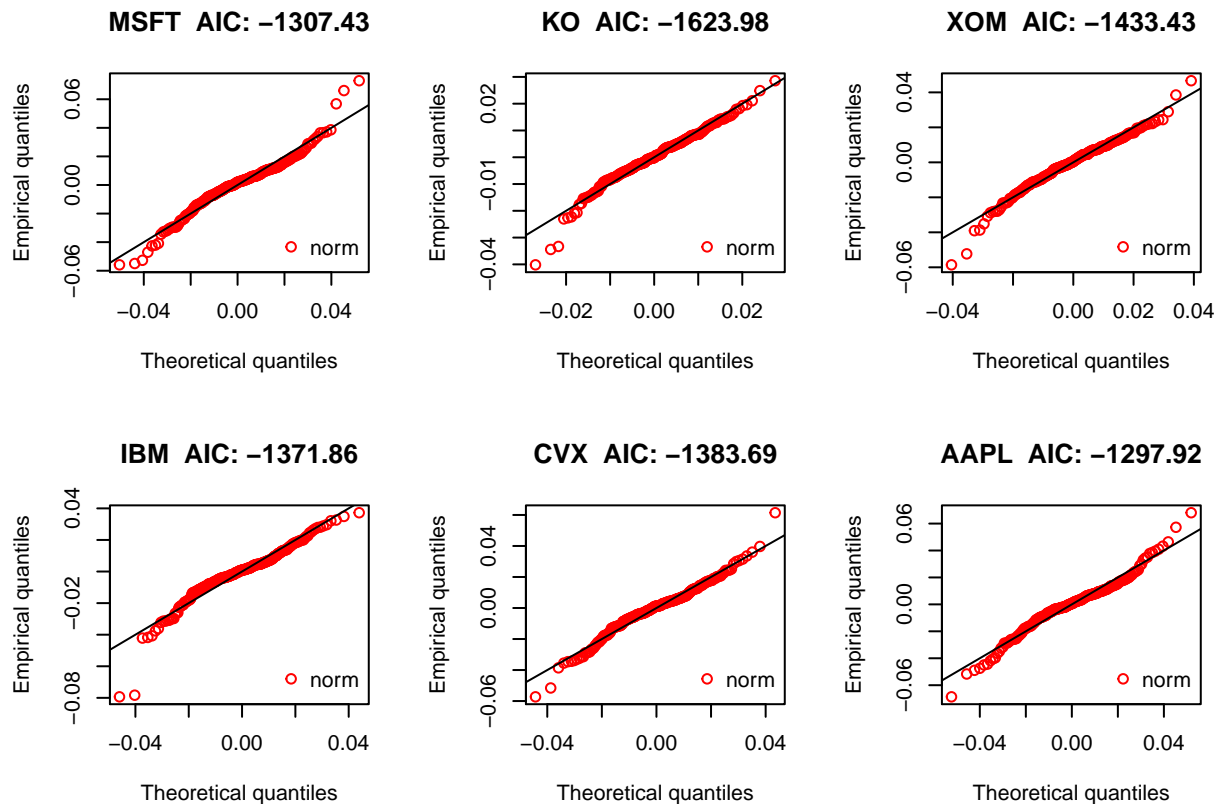 MSFT AIC: −1307.43
Empirical quantiles
−0.06 0.00 0.06
norm
−0.04 0.00 0.04
Theoretical quantiles
KO AIC: −1623.98
Empirical quantiles
−0.04 −0.01 0.02
norm
−0.02 0.00 0.02
Theoretical quantiles
XOM AIC: −1433.43
Empirical quantiles
−0.06 0.00 0.04
norm
−0.04 0.00 0.02 0.04
Theoretical quantiles
IBM AIC: −1371.86
Empirical quantiles
−0.08 −0.02 0.04
norm
−0.04 0.00 0.04
Theoretical quantiles
CVX AIC: −1383.69
Empirical quantiles
−0.06 0.00 0.04
norm
−0.04 0.00 0.04
Theoretical quantiles
AAPL AIC: −1297.92
Empirical quantiles
−0.06 0.00 0.06
norm
−0.04 0.00 0.04
Theoretical quantiles